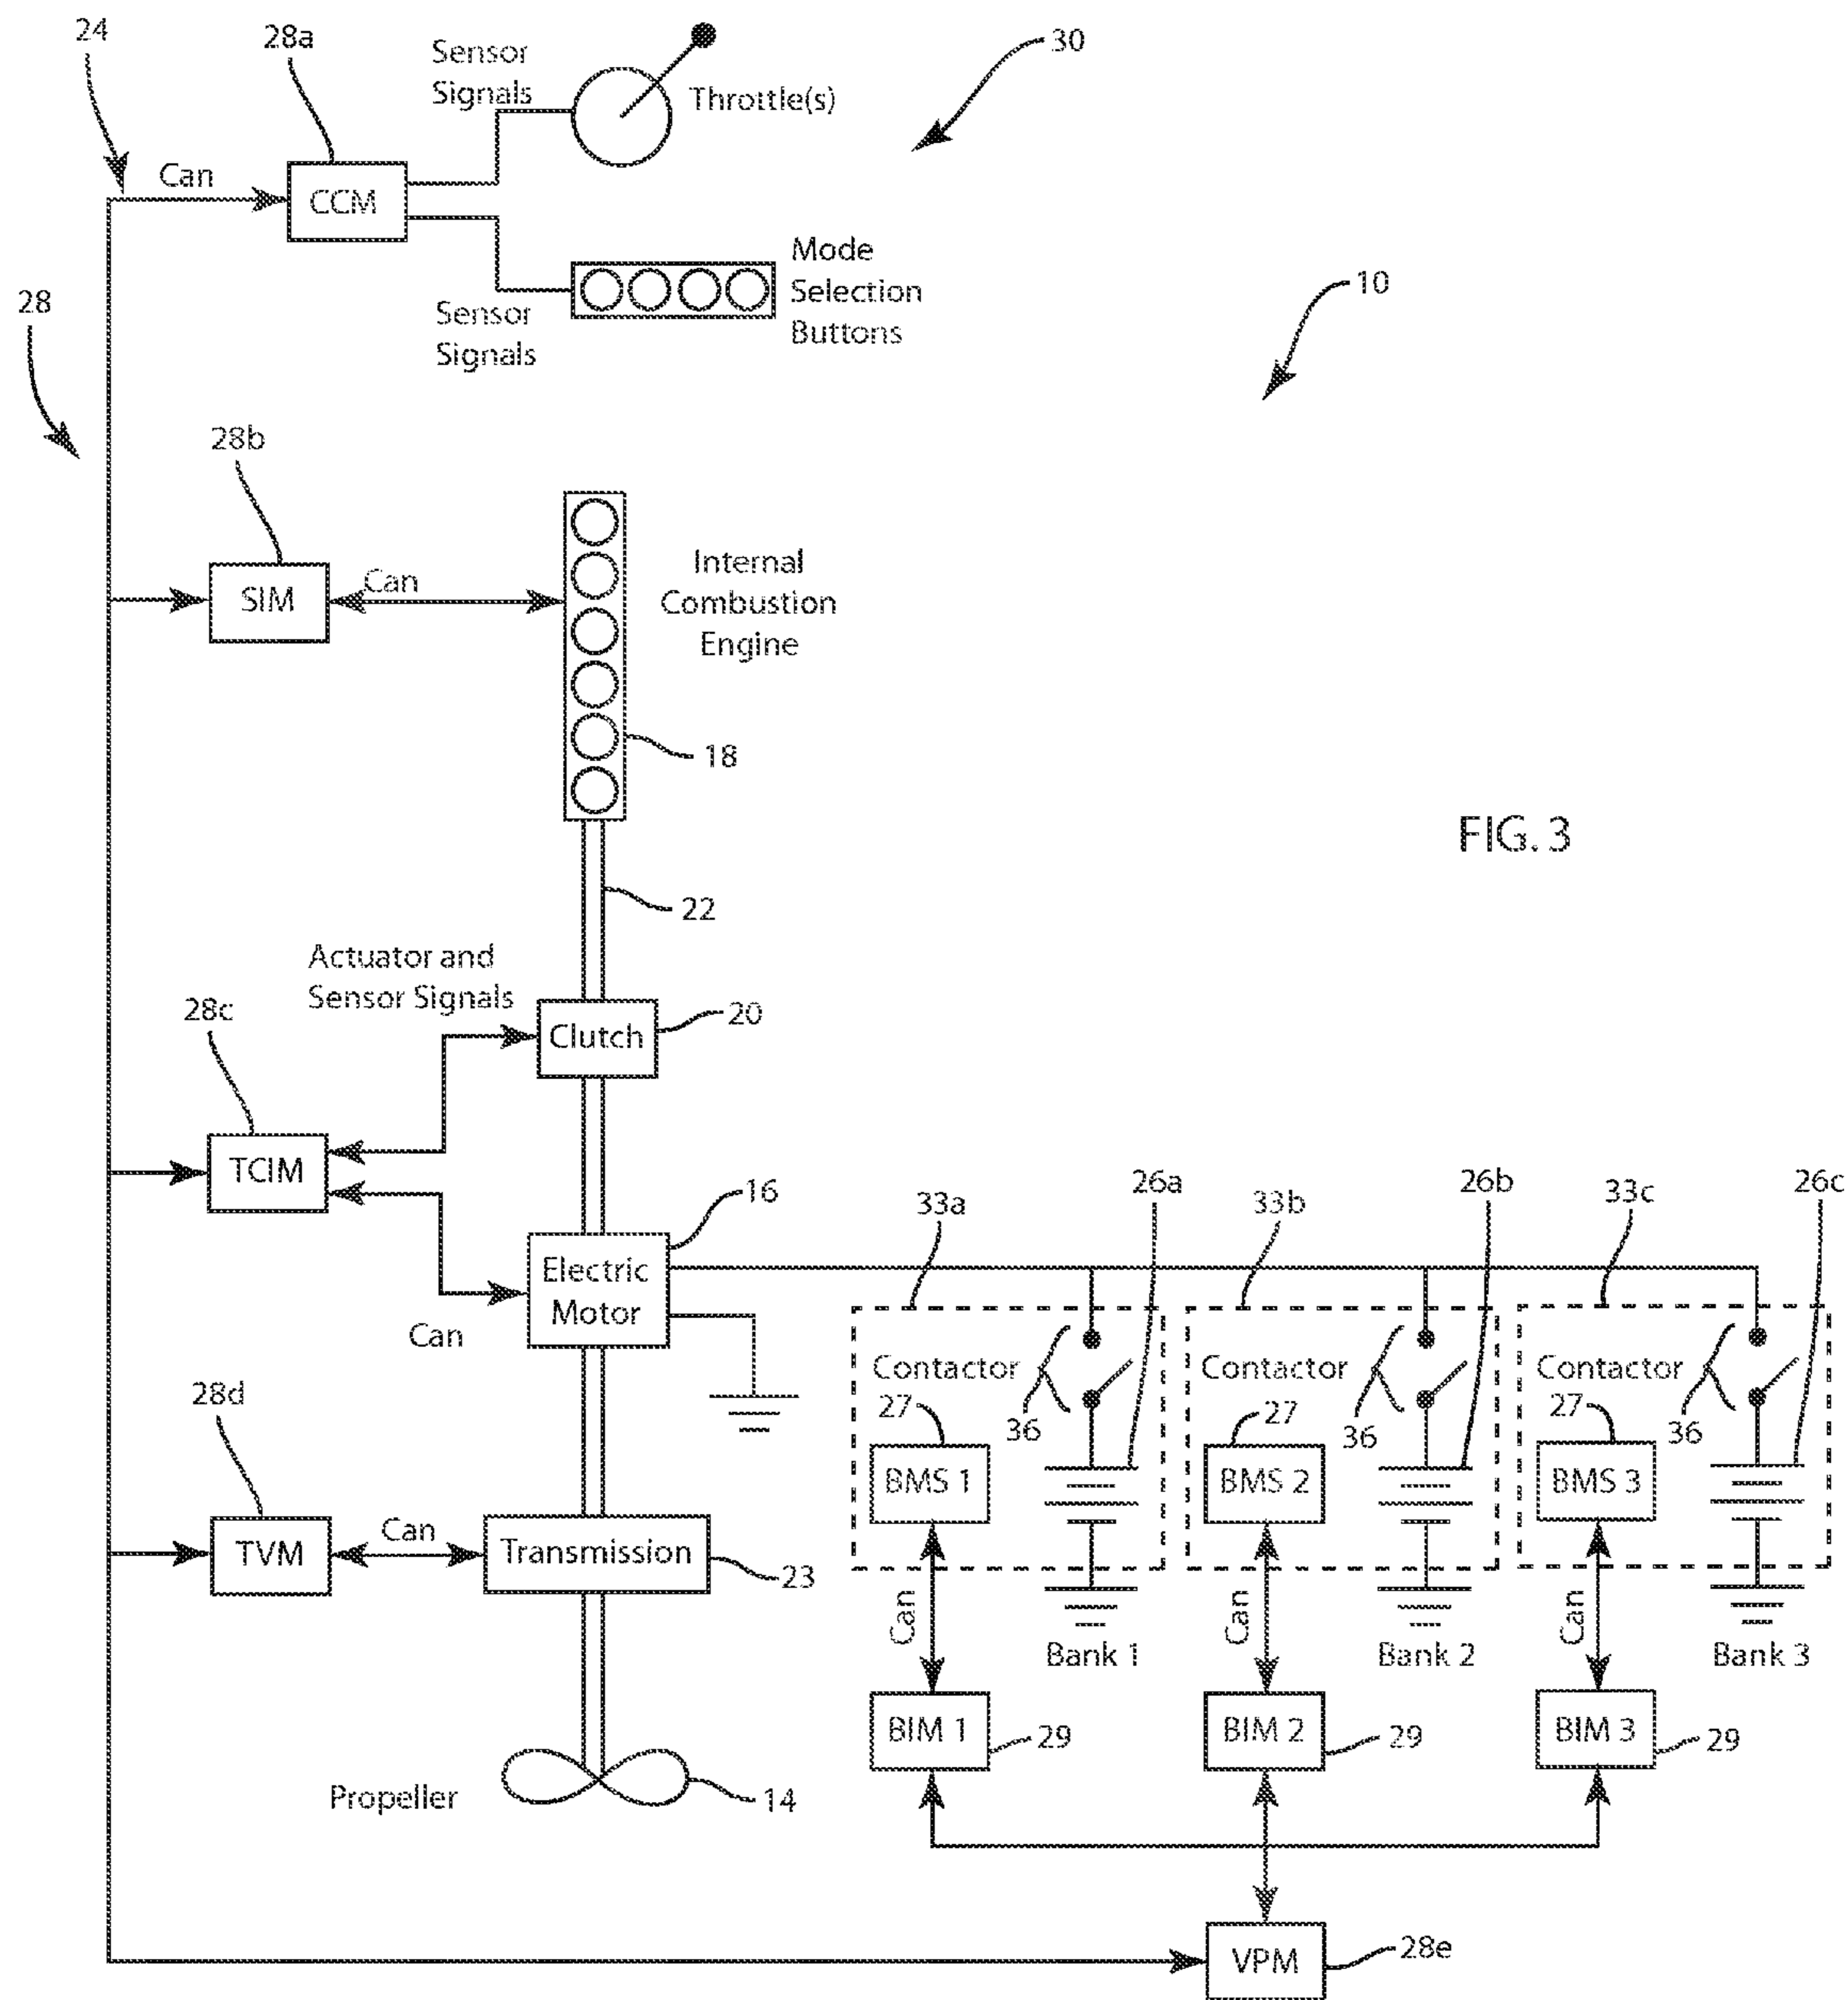 24
28a
Sensor
Signals
Throttle(s)
30
Can
CCM
Mode
Selection
Buttons
Sensor
Signals
10
28
28b
SIM
Can
Internal
Combustion
Engine
18
FIG. 3
22
Actuator and
Sensor Signals
28c
Clutch
20
TCIM
16
Electric
Motor
Can
33a
26a
33b
26b
33c
26c
Contactor
27
36
BMS 1
Contactor
27
36
BMS 2
Contactor
27
36
BMS 3
28d
TVM
Can
Transmission
23
Can
Bank 1
Can
Bank 2
Can
Bank 3
BIM 1
29
BIM 2
29
BIM 3
29
Propeller
14
VPM
28e